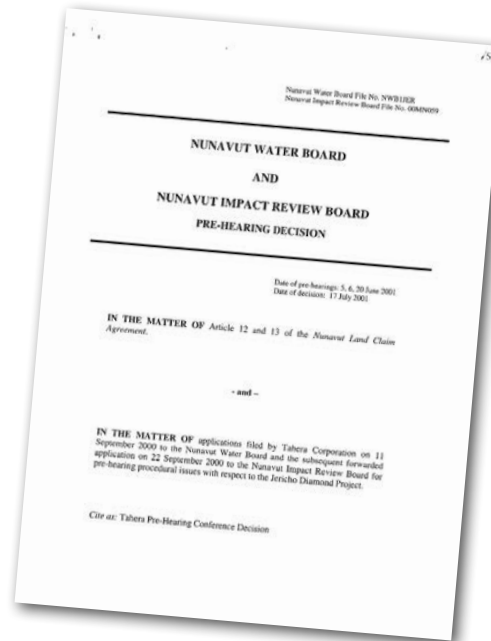 Nunavut Water Board File No. NWB1JER
Nunavut Impact Review Board File No. 00MN059
NUNAVUT WATER BOARD
AND
NUNAVUT IMPACT REVIEW BOARD
PRE-HEARING DECISION
Date of pre-hearings: 5, 6, 20 June 2001
Date of decision: 17 July 2001
IN THE MATTER OF Article 12 and 13 of the Nunavut Land Claim
Agreement.
- and –
IN THE MATTER OF applications filed by Tahera Corporation on 11
September 2000 to the Nunavut Water Board and the subsequent forwarded
application on 22 September 2000 to the Nunavut Impact Review Board for
pre-hearing procedural issues with respect to the Jericho Diamond Project.
Cite as: Tahera Pre-Hearing Conference Decision